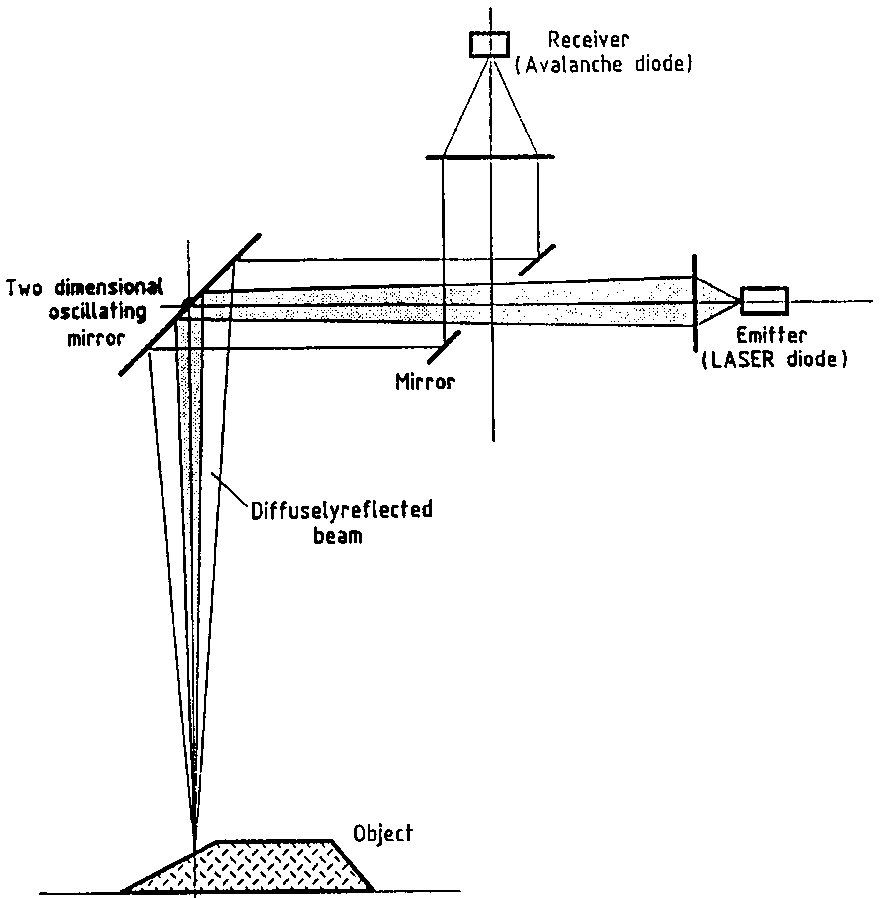 Receiver
(Avalanche diode)
Two dimensional
oscillating
mirror
Emitter
(LASER diode)
Mirror
Diffuselyreflected
beam
Object